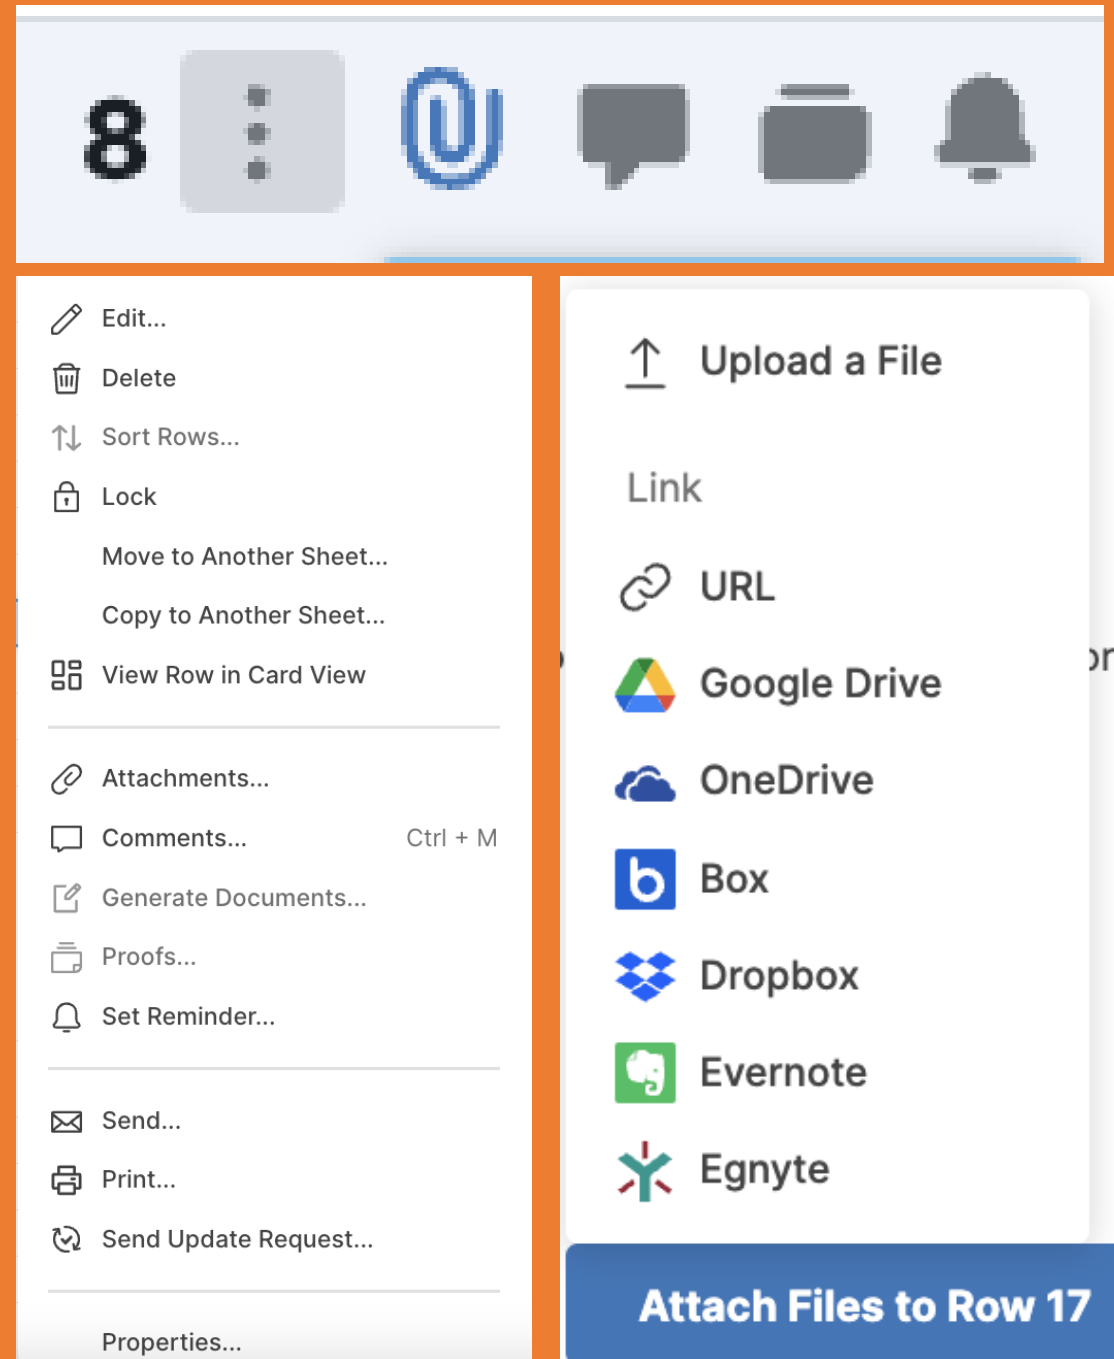 8
Edit...
Delete
Sort Rows...
Lock
Move to Another Sheet...
Copy to Another Sheet...
View Row in Card View
Attachments...
Comments... Ctrl + M
Generate Documents...
Proofs...
Set Reminder...
Send...
Print...
Send Update Request...
Properties...
Upload a File
Link
URL
Google Drive
OneDrive
Box
Dropbox
Evernote
Egnyte
Attach Files to Row 17